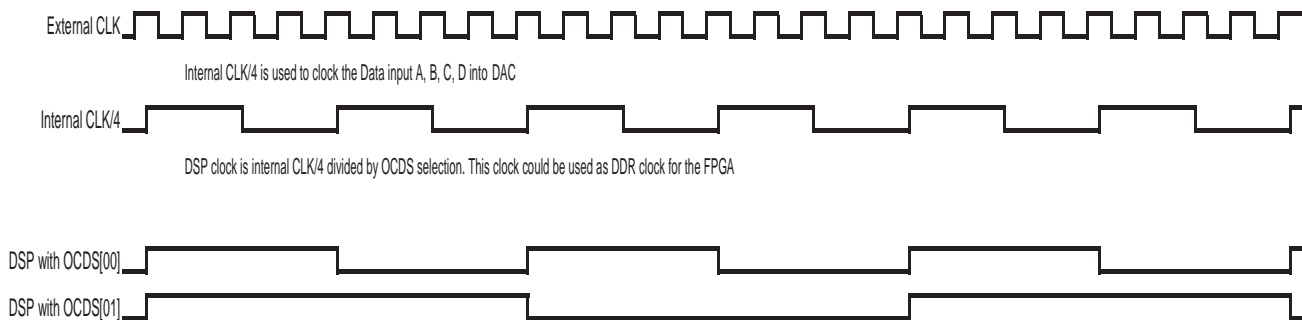 External CLK
Internal CLK/4 is used to clock the Data input A, B, C, D into DAC
Internal CLK/4
DSP clock is internal CLK/4 divided by OCDS selection. This clock could be used as DDR clock for the FPGA
DSP with OCDS[00]
DSP with OCDS[01]